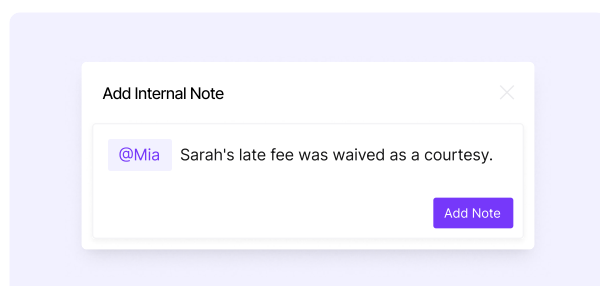 Add Internal Note
@Mia Sarah's late fee was waived as a courtesy.
Add Note